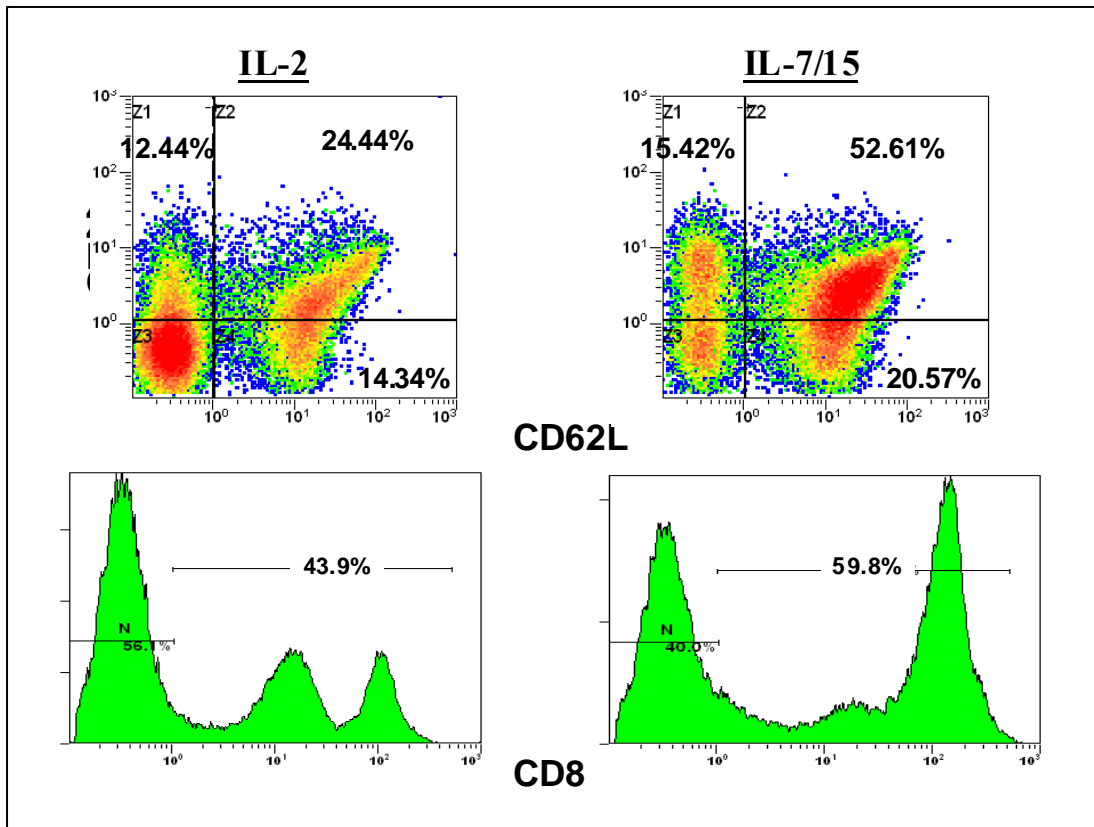 IL-2 IL-7/15
10³ Z1 Z2 10³ Z1 Z2
12.44% 24.44% 15.42% 52.61%
10² 10²
10¹ 10¹
10⁰ 10⁰
Z3 Z4 Z3 Z4
14.34% 20.57%
10⁰ 10¹ 10² 10³ 10⁰ 10¹ 10² 10³
CD62L
43.9% 59.8%
N N
56.1% 40.0%
10⁰ 10¹ 10² 10³ 10⁰ 10¹ 10² 10³
CD8